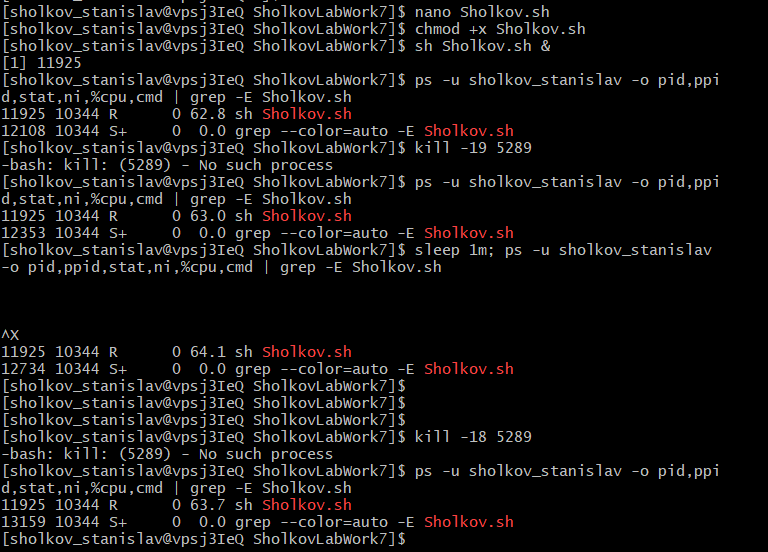 [sholkov_stanislav@vpsj3IeQ SholkovLabWork7]$ nano Sholkov.sh
[sholkov_stanislav@vpsj3IeQ SholkovLabWork7]$ chmod +x Sholkov.sh
[sholkov_stanislav@vpsj3IeQ SholkovLabWork7]$ sh Sholkov.sh &
[1] 11925
[sholkov_stanislav@vpsj3IeQ SholkovLabWork7]$ ps -u sholkov_stanislav -o pid,ppi
d,stat,ni,%cpu,cmd | grep -E Sholkov.sh
11925 10344 R      0 62.8 sh Sholkov.sh
12108 10344 S+     0  0.0 grep --color=auto -E Sholkov.sh
[sholkov_stanislav@vpsj3IeQ SholkovLabWork7]$ kill -19 5289
-bash: kill: (5289) - No such process
[sholkov_stanislav@vpsj3IeQ SholkovLabWork7]$ ps -u sholkov_stanislav -o pid,ppi
d,stat,ni,%cpu,cmd | grep -E Sholkov.sh
11925 10344 R      0 63.0 sh Sholkov.sh
12353 10344 S+     0  0.0 grep --color=auto -E Sholkov.sh
[sholkov_stanislav@vpsj3IeQ SholkovLabWork7]$ sleep 1m; ps -u sholkov_stanislav
-o pid,ppid,stat,ni,%cpu,cmd | grep -E Sholkov.sh
^X
11925 10344 R      0 64.1 sh Sholkov.sh
12734 10344 S+     0  0.0 grep --color=auto -E Sholkov.sh
[sholkov_stanislav@vpsj3IeQ SholkovLabWork7]$
[sholkov_stanislav@vpsj3IeQ SholkovLabWork7]$
[sholkov_stanislav@vpsj3IeQ SholkovLabWork7]$
[sholkov_stanislav@vpsj3IeQ SholkovLabWork7]$ kill -18 5289
-bash: kill: (5289) - No such process
[sholkov_stanislav@vpsj3IeQ SholkovLabWork7]$ ps -u sholkov_stanislav -o pid,ppi
d,stat,ni,%cpu,cmd | grep -E Sholkov.sh
11925 10344 R      0 63.7 sh Sholkov.sh
13159 10344 S+     0  0.0 grep --color=auto -E Sholkov.sh
[sholkov_stanislav@vpsj3IeQ SholkovLabWork7]$